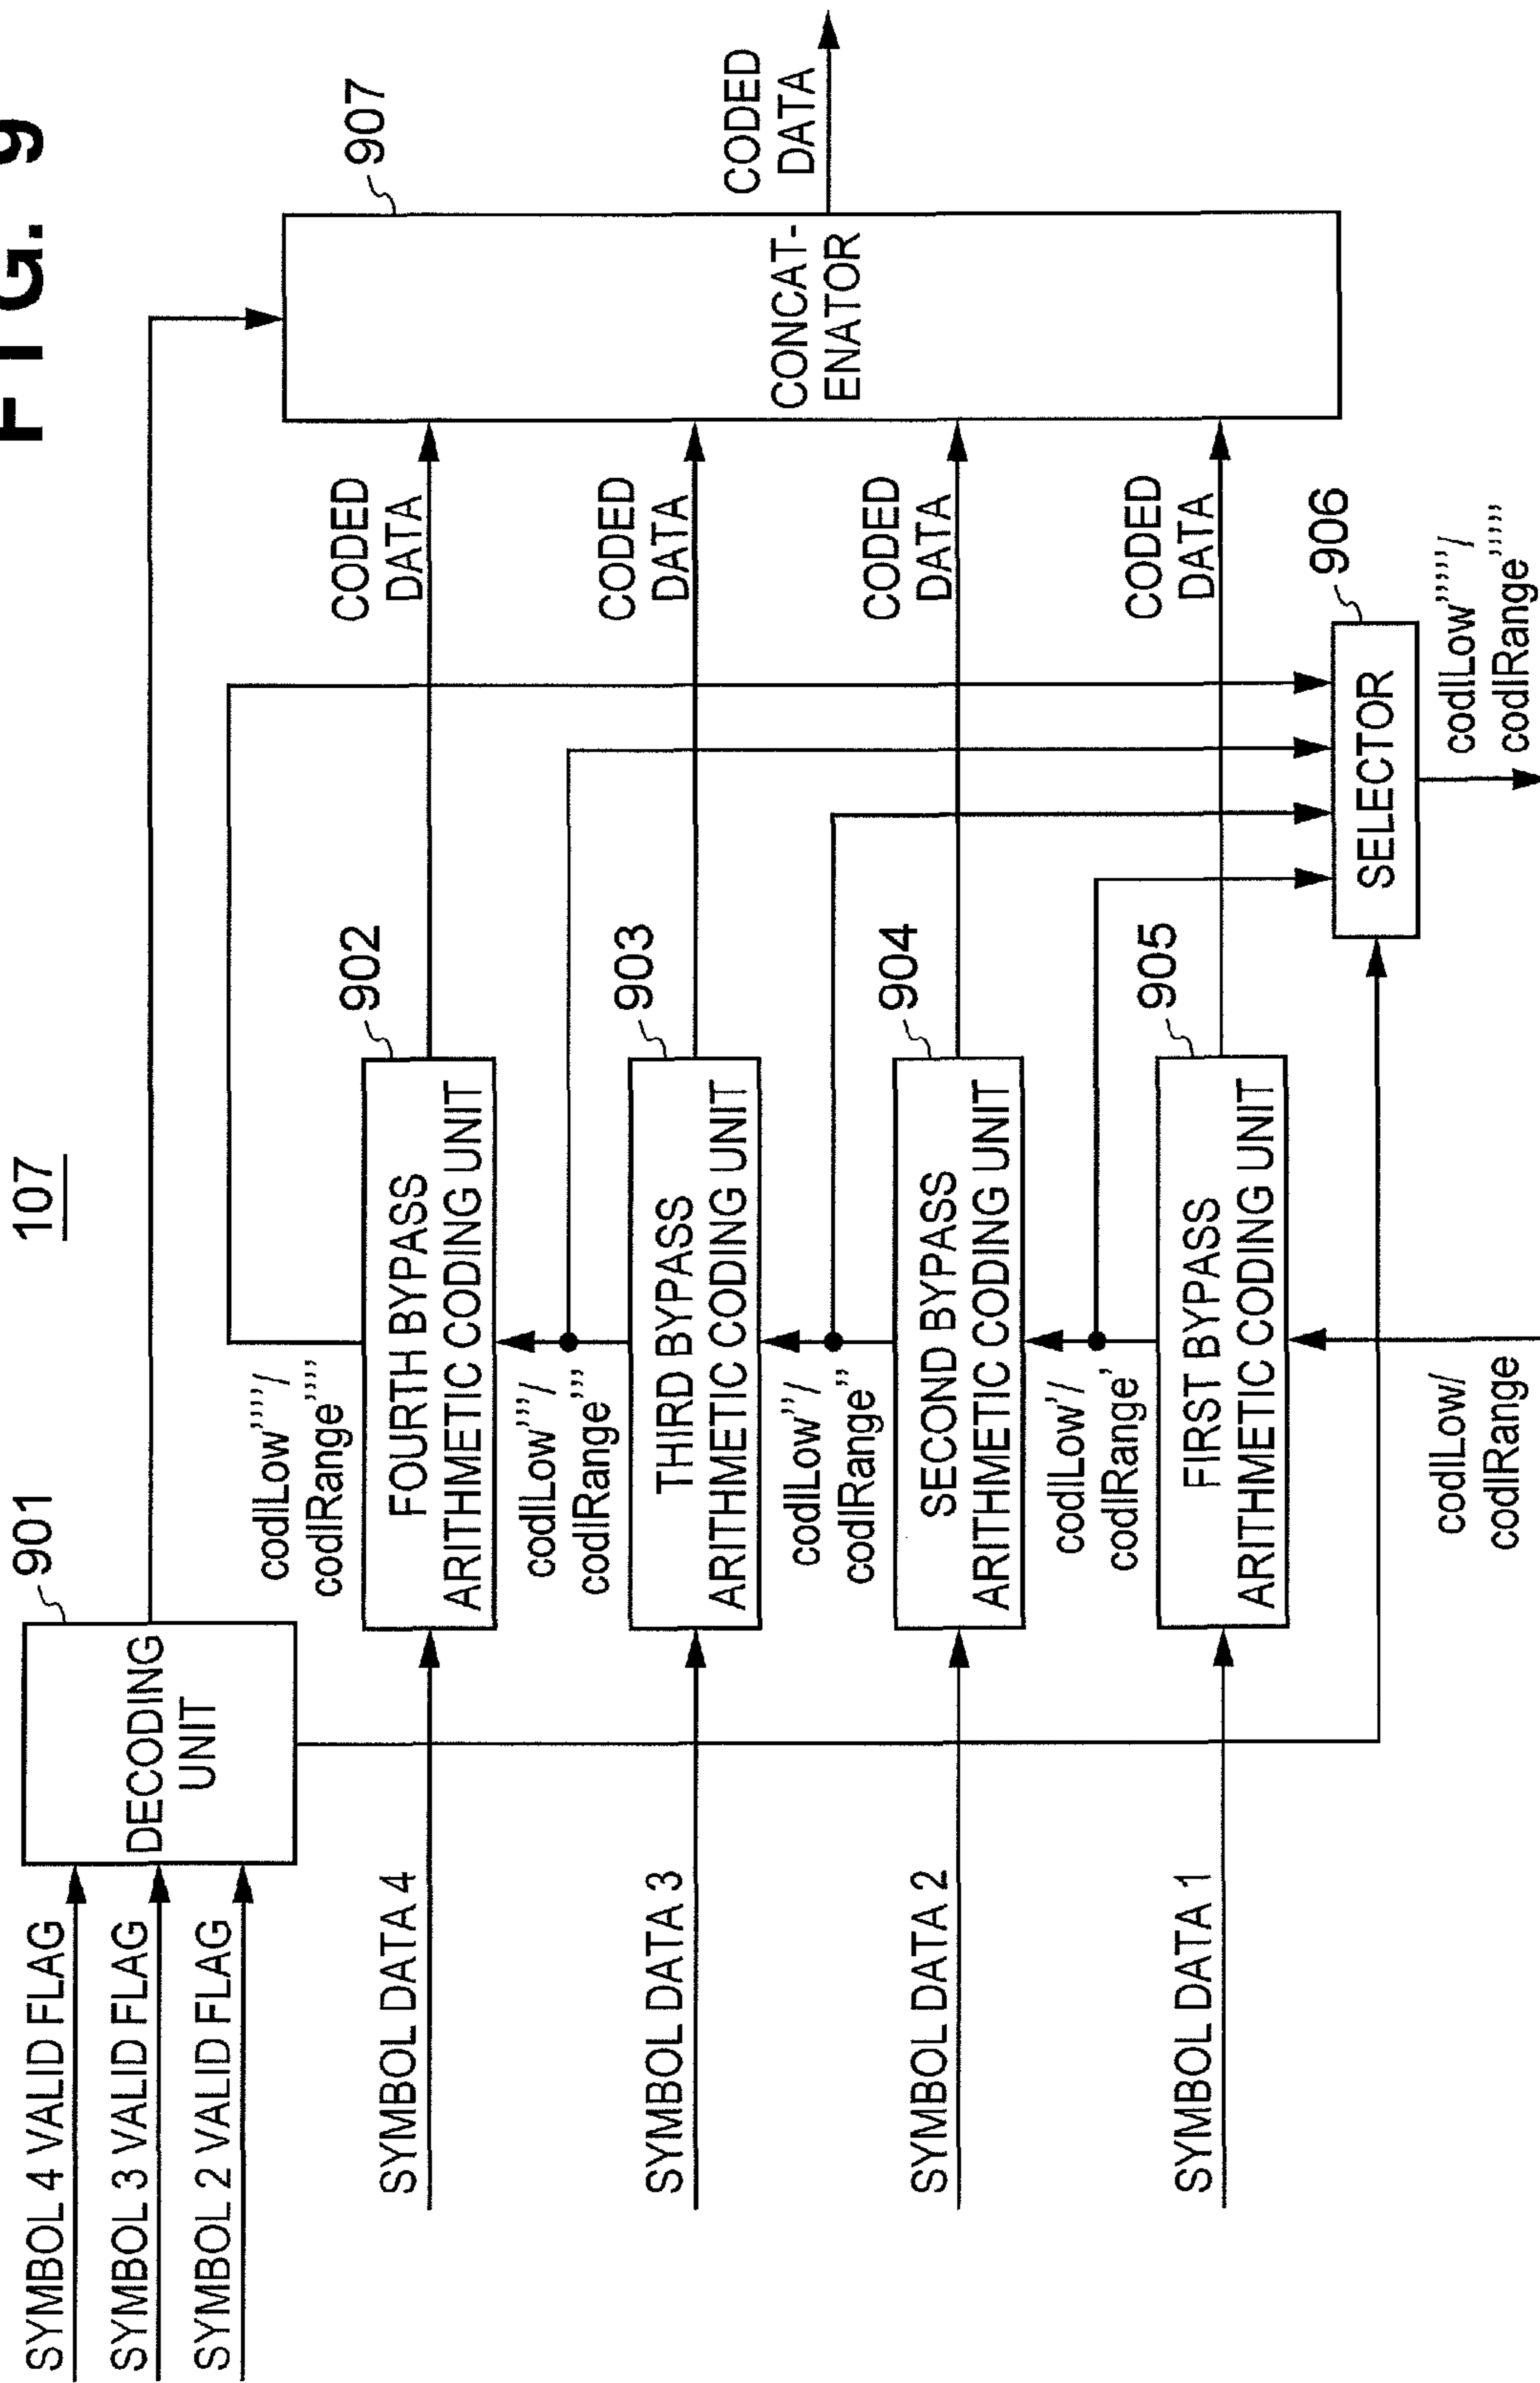 FIG. 9
107
901
DECODING
UNIT
SYMBOL 4 VALID FLAG
SYMBOL 3 VALID FLAG
SYMBOL 2 VALID FLAG
907
CONCAT-
ENATOR
CODED
DATA
SYMBOL DATA 4
codILow''''/
codIRange''''
902
FOURTH BYPASS
ARITHMETIC CODING UNIT
CODED
DATA
SYMBOL DATA 3
codILow'''/
codIRange'''
903
THIRD BYPASS
ARITHMETIC CODING UNIT
CODED
DATA
SYMBOL DATA 2
codILow''/
codIRange''
904
SECOND BYPASS
ARITHMETIC CODING UNIT
CODED
DATA
SYMBOL DATA 1
codILow'/
codIRange'
905
FIRST BYPASS
ARITHMETIC CODING UNIT
CODED
DATA
906
SELECTOR
codILow/
codIRange
codILow'''''/
codIRange'''''